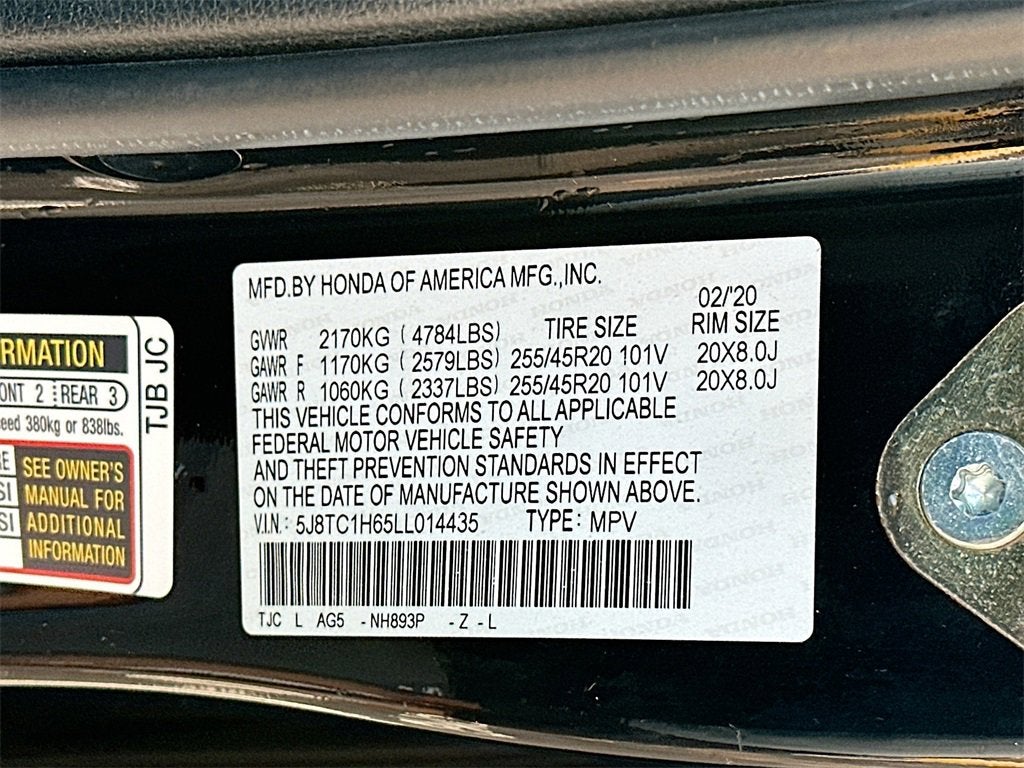 RMATION
ONT 2 REAR 3
eed 380kg or 838lbs.
RE
SI
SI
SEE OWNER'S
MANUAL FOR
ADDITIONAL
INFORMATION
TJB JC
MFD.BY HONDA OF AMERICA MFG.,INC.
02/'20
GVWR 2170KG ( 4784LBS) TIRE SIZE RIM SIZE
GAWR F 1170KG ( 2579LBS) 255/45R20 101V 20X8.0J
GAWR R 1060KG ( 2337LBS) 255/45R20 101V 20X8.0J
THIS VEHICLE CONFORMS TO ALL APPLICABLE
FEDERAL MOTOR VEHICLE SAFETY
AND THEFT PREVENTION STANDARDS IN EFFECT
ON THE DATE OF MANUFACTURE SHOWN ABOVE.
V.I.N: 5J8TC1H65LL014435 TYPE: MPV
TJC L AG5 -NH893P -Z -L